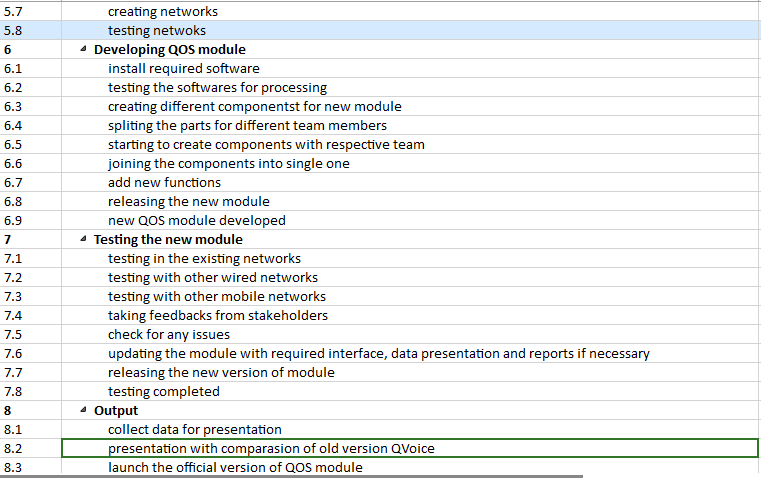 5.7 creating networks
5.8 testing netwoks
6 Developing QOS module
6.1 install required software
6.2 testing the softwares for processing
6.3 creating different componentst for new module
6.4 spliting the parts for different team members
6.5 starting to create components with respective team
6.6 joining the components into single one
6.7 add new functions
6.8 releasing the new module
6.9 new QOS module developed
7 Testing the new module
7.1 testing in the existing networks
7.2 testing with other wired networks
7.3 testing with other mobile networks
7.4 taking feedbacks from stakeholders
7.5 check for any issues
7.6 updating the module with required interface, data presentation and reports if necessary
7.7 releasing the new version of module
7.8 testing completed
8 Output
8.1 collect data for presentation
8.2 presentation with comparasion of old version QVoice
8.3 launch the official version of QOS module